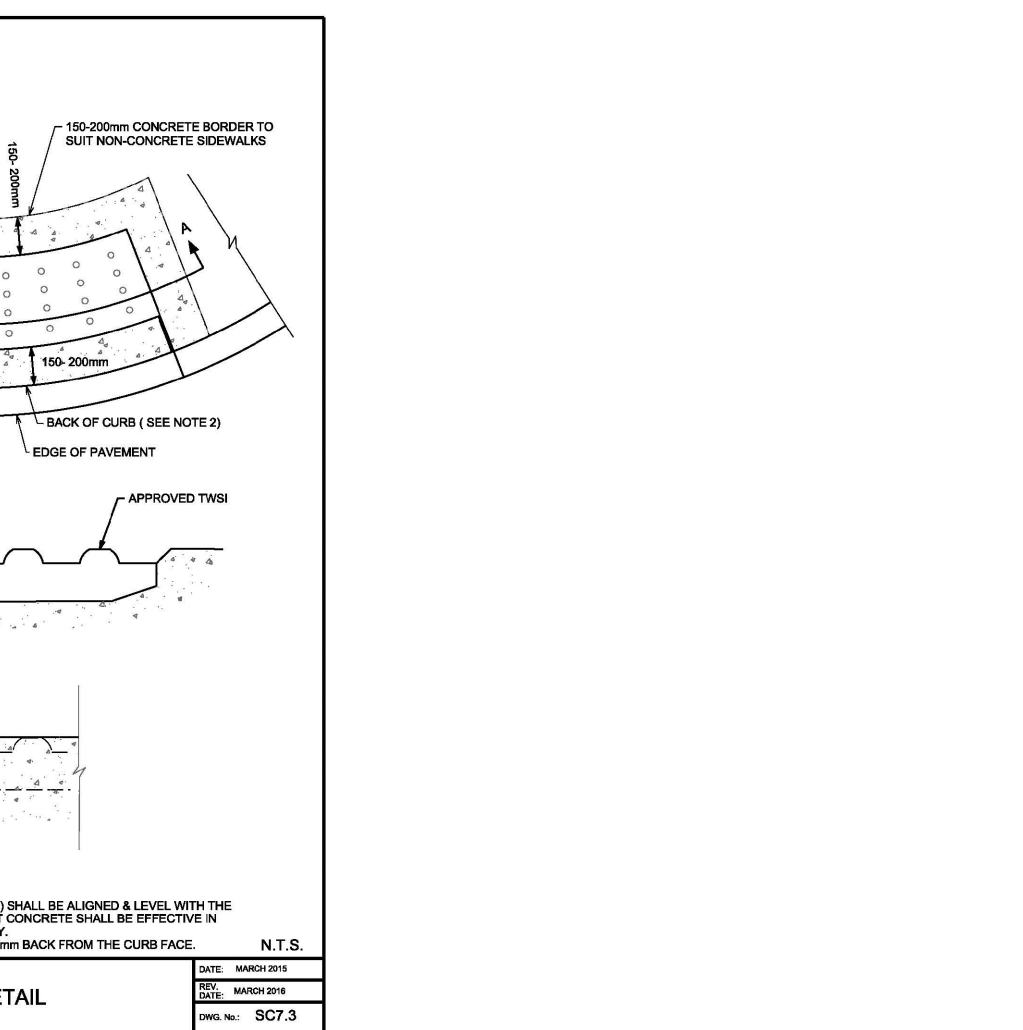 150-200mm CONCRETE BORDER TO
SUIT NON-CONCRETE SIDEWALKS
150- 200mm
A
150- 200mm
BACK OF CURB ( SEE NOTE 2)
EDGE OF PAVEMENT
APPROVED TWSI
) SHALL BE ALIGNED & LEVEL WITH THE
CONCRETE SHALL BE EFFECTIVE IN
mm BACK FROM THE CURB FACE.
N.T.S.
DATE: MARCH 2015
REV.
DATE: MARCH 2016
ETAIL
DWG. No.: SC7.3